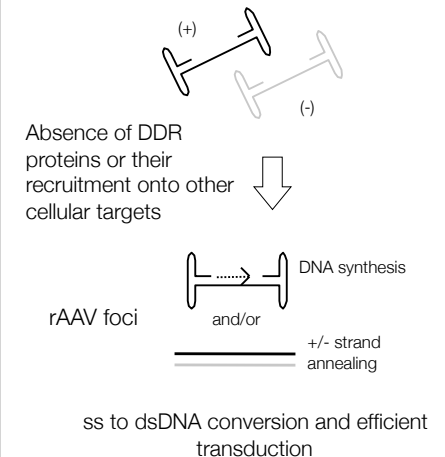 (+)
(-)
Absence of DDR
proteins or their
recruitment onto other
cellular targets
DNA synthesis
rAAV foci
and/or
+/- strand
annealing
ss to dsDNA conversion and efficient
transduction